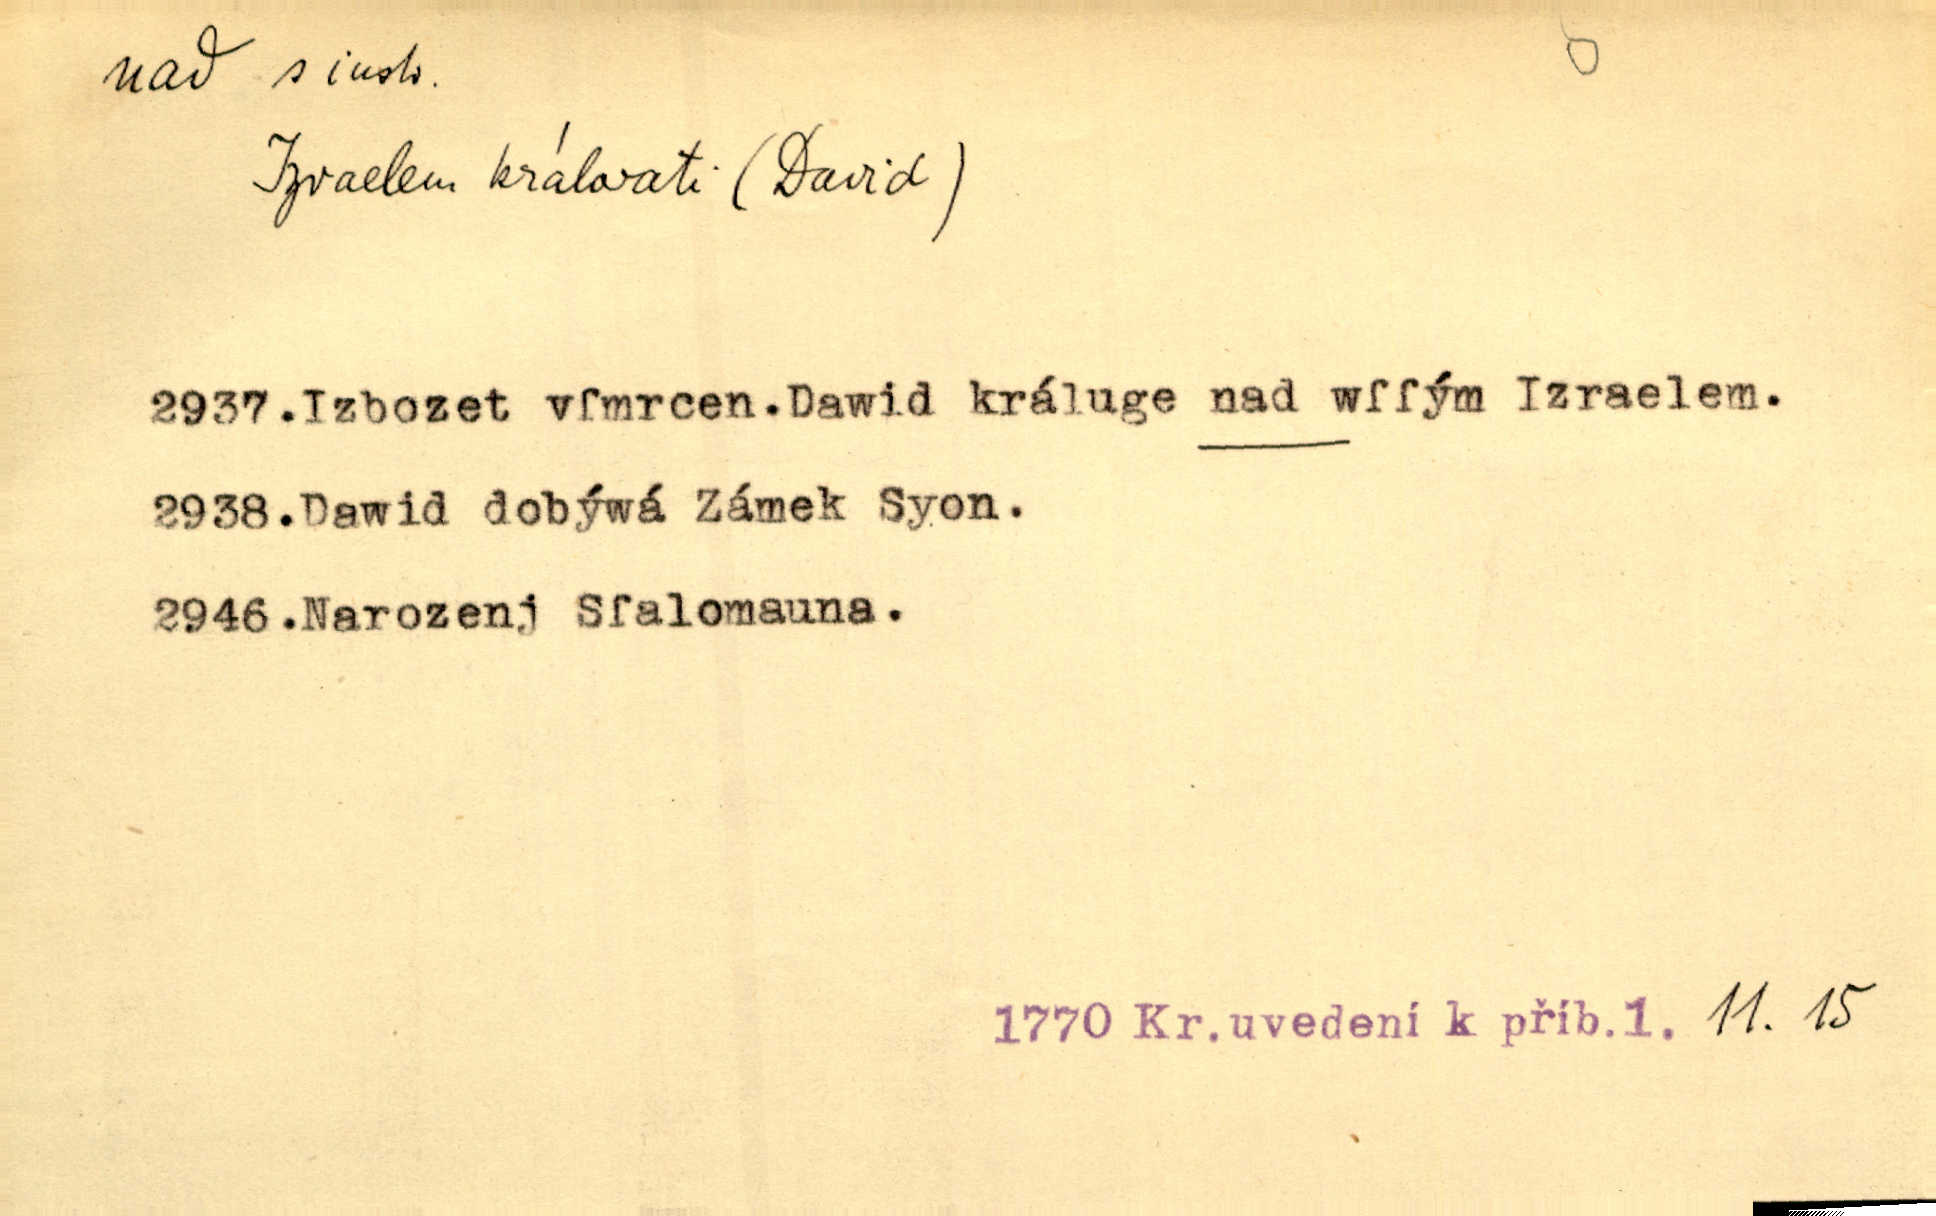 nad s instr.
Izraelem královati (David)
2937.Izbozet vſmrcen.Dawid králuge nad wſſým Izraelem.
2938.Dawid dobýwá Zámek Syon.
2946.Narozenj Sſalomauna.
1770 Kr.uvedení k příb.1. 11. 15